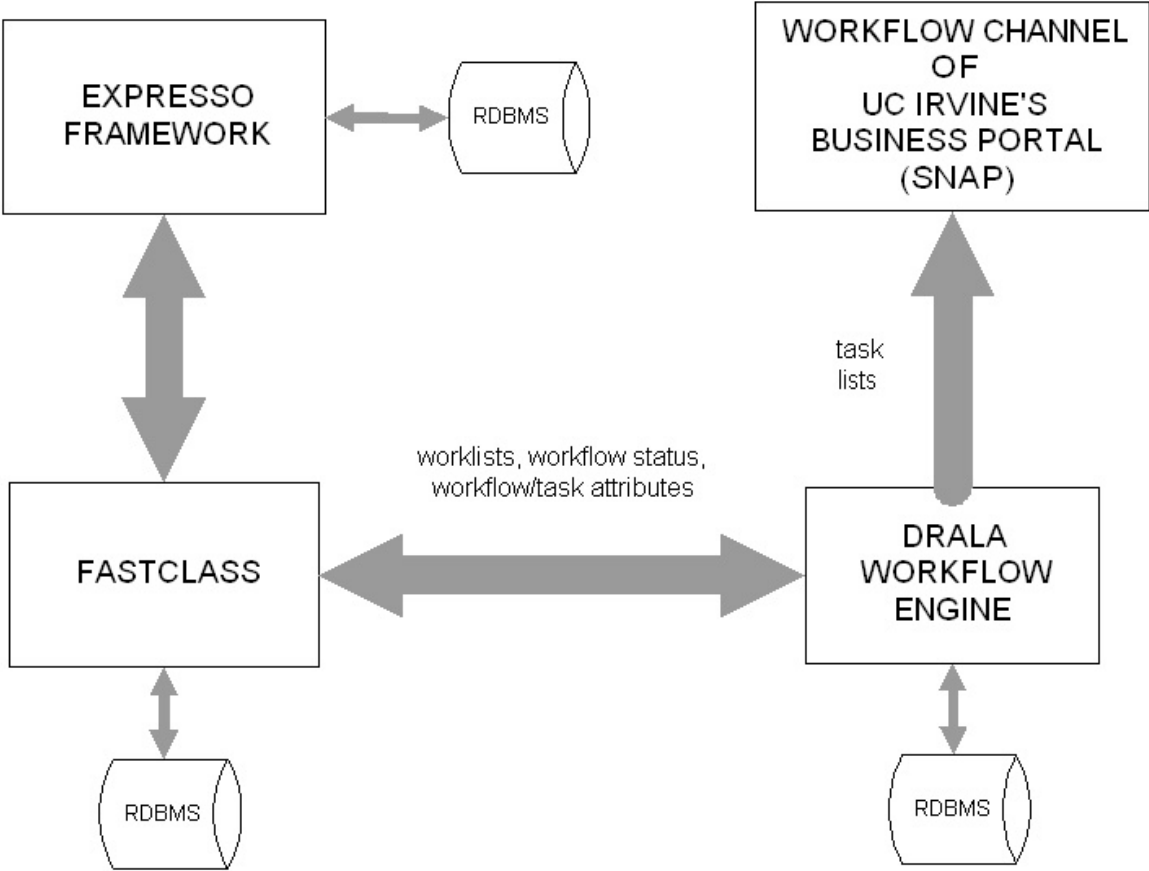 EXPRESSO
FRAMEWORK
RDBMS
WORKFLOW CHANNEL
OF
UC IRVINE'S
BUSINESS PORTAL
(SNAP)
task
lists
worklists, workflow status,
workflow/task attributes
FASTCLASS
DRALA
WORKFLOW
ENGINE
RDBMS
RDBMS